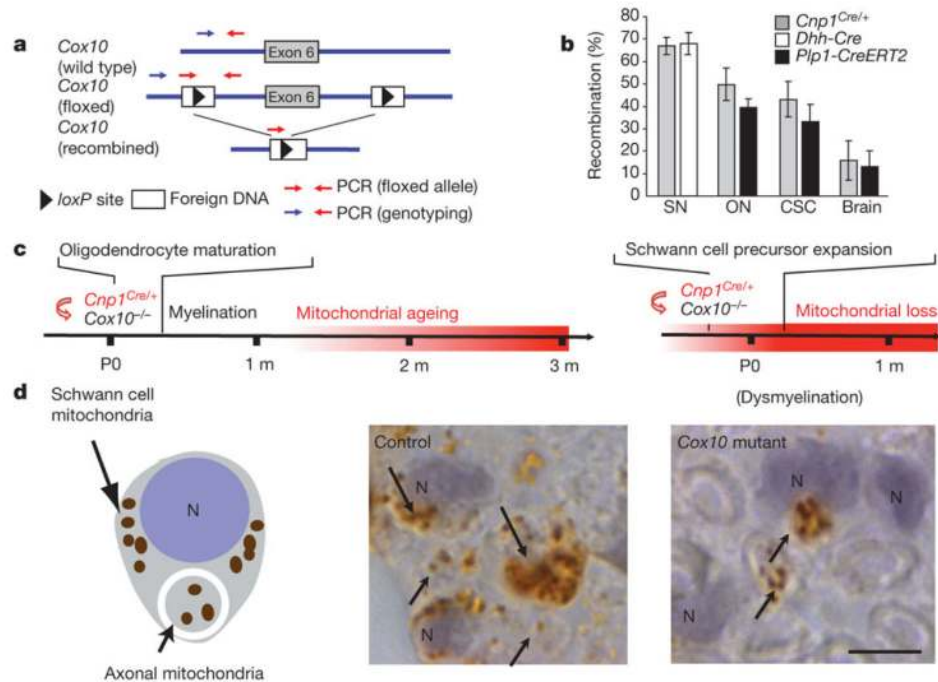 a
Cox10
(wild type)
Exon 6
Cox10
(floxed)
Exon 6
Cox10
(recombined)
loxP site
Foreign DNA
PCR (floxed allele)
PCR (genotyping)
b
Recombination (%)
80
70
60
50
40
30
20
10
0
SN
ON
CSC
Brain
Cnp1Cre/+
Dhh-Cre
Plp1-CreERT2
c
Oligodendrocyte maturation
Cnp1Cre/+
Cox10–/–
Myelination
Mitochondrial ageing
P0
1 m
2 m
3 m
Schwann cell precursor expansion
Cnp1Cre/+
Cox10–/–
Mitochondrial loss
P0
1 m
(Dysmyelination)
d
Schwann cell
mitochondria
N
Axonal mitochondria
Control
N
N
Cox10 mutant
N
N
N